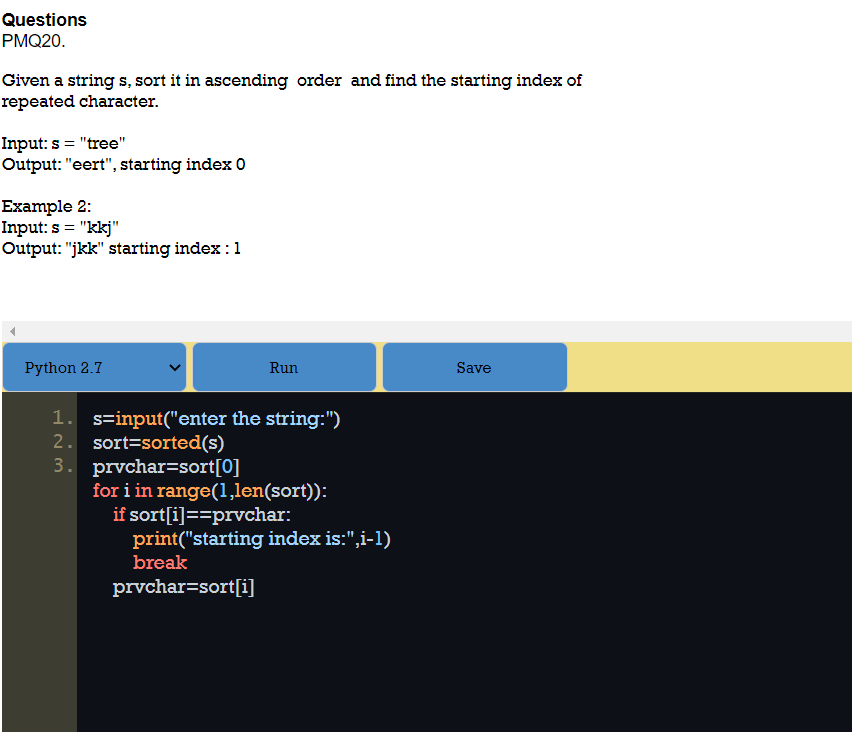 Questions
PMQ20.
Given a string s, sort it in ascending  order  and find the starting index of
repeated character.
Input: s = "tree"
Output: "eert", starting index 0
Example 2:
Input: s = "kkj"
Output: "jkk" starting index : 1
Python 2.7
Run
Save
1. s=input("enter the string:")
2. sort=sorted(s)
3. prvchar=sort[0]
for i in range(1,len(sort)):
    if sort[i]==prvchar:
        print("starting index is:",i-1)
        break
    prvchar=sort[i]